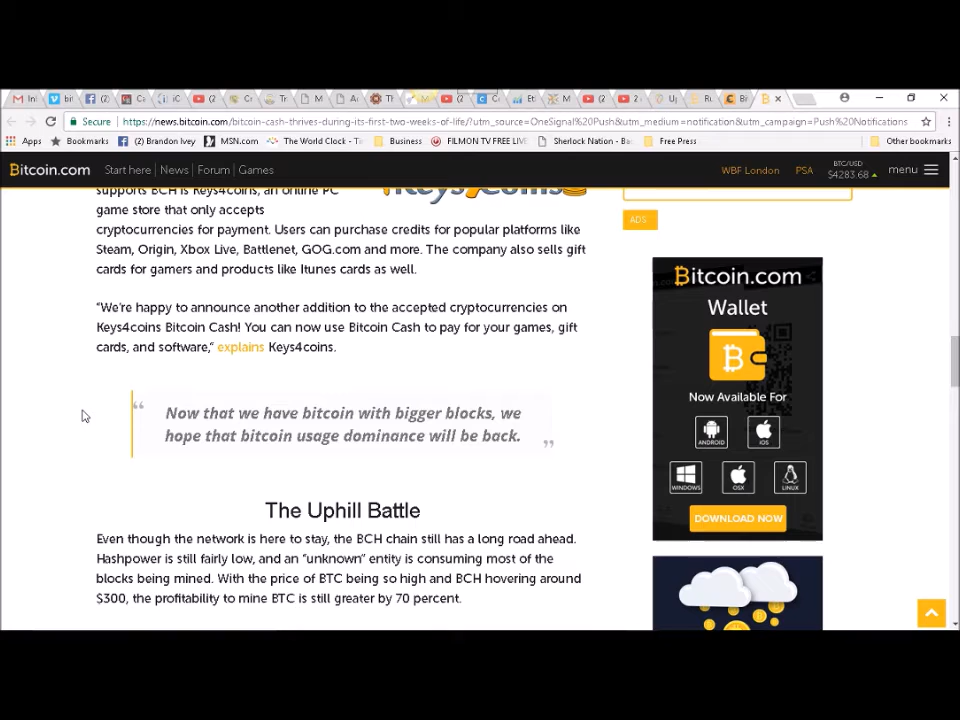 Secure
https://news.bitcoin.com/bitcoin-cash-thrives-during-its-first-two-weeks-of-life/?utm_source=OneSignal%20Push&utm_medium=notification&utm_campaign=Push%20Notifications
Apps Bookmarks (2) Brandon Ivey MSN.com The World Clock - Tim Business FILMON TV FREE LIVE Sherlock Nation - Bas Free Press Other bookmarks
Bitcoin.com Start here News Forum Games WBF London PSA BTC/USD $4283.68 menu
supports BCH is Keys4coins, an online PC
game store that only accepts
cryptocurrencies for payment. Users can purchase credits for popular platforms like
Steam, Origin, Xbox Live, Battlenet, GOG.com and more. The company also sells gift
cards for gamers and products like Itunes cards as well.
“We’re happy to announce another addition to the accepted cryptocurrencies on
Keys4coins Bitcoin Cash! You can now use Bitcoin Cash to pay for your games, gift
cards, and software,” explains Keys4coins.
“ Now that we have bitcoin with bigger blocks, we
hope that bitcoin usage dominance will be back. ”
The Uphill Battle
Even though the network is here to stay, the BCH chain still has a long road ahead.
Hashpower is still fairly low, and an “unknown” entity is consuming most of the
blocks being mined. With the price of BTC being so high and BCH hovering around
$300, the profitability to mine BTC is still greater by 70 percent.
ADS
Bitcoin.com
Wallet
Now Available For
ANDROID iOS
WINDOWS OSX LINUX
DOWNLOAD NOW